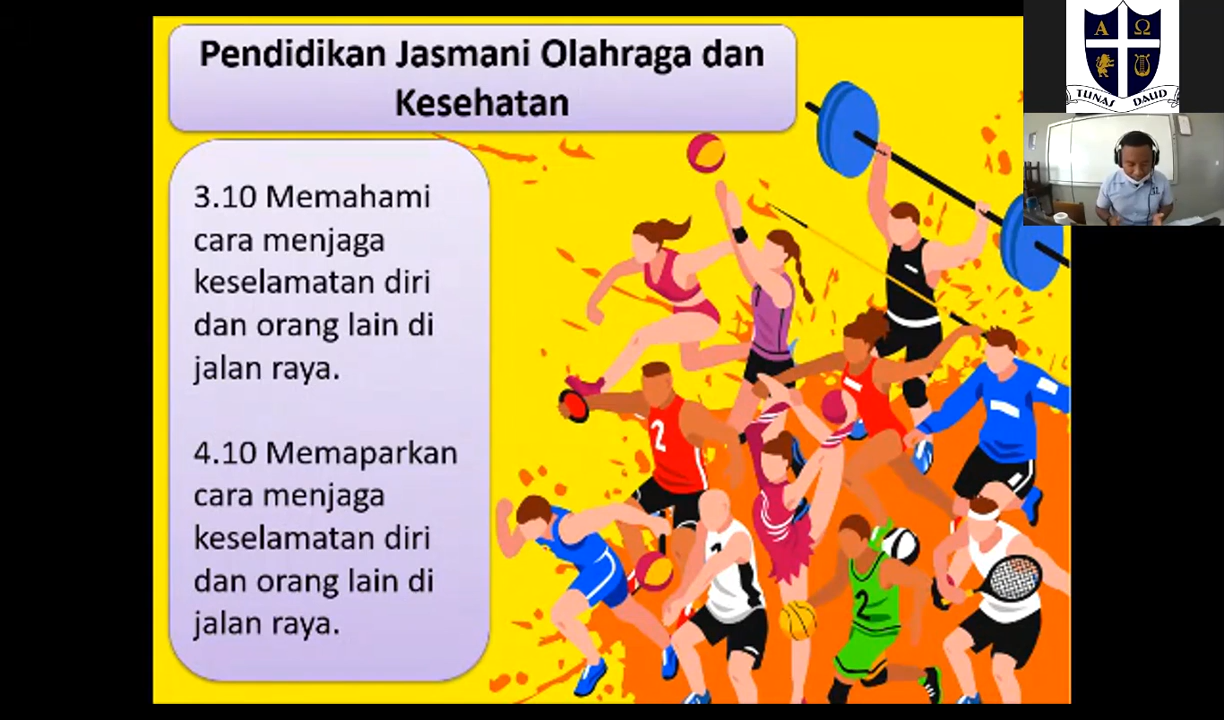 Pendidikan Jasmani Olahraga dan
Kesehatan
3.10 Memahami
cara menjaga
keselamatan diri
dan orang lain di
jalan raya.
4.10 Memaparkan
cara menjaga
keselamatan diri
dan orang lain di
jalan raya.
Α Ω
TUNAS DAUD
2
2